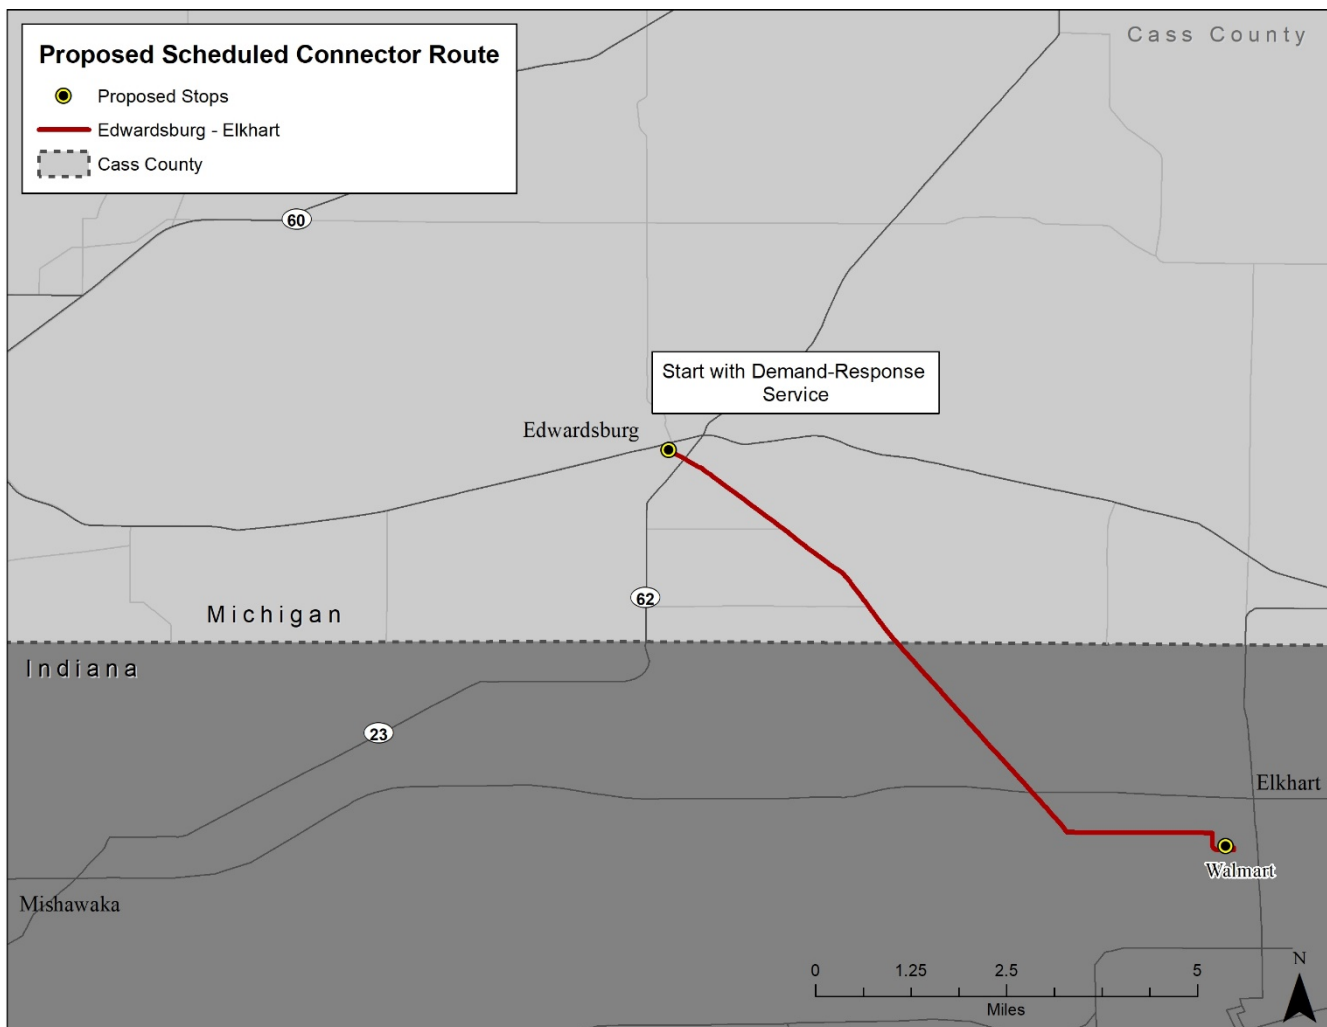 Cass County
Proposed Scheduled Connector Route
Proposed Stops
Edwardsburg - Elkhart
Cass County
60
Start with Demand-Response
Service
Edwardsburg
62
Michigan
Indiana
23
Elkhart
Walmart
Mishawaka
0 1.25 2.5 5
Miles
N